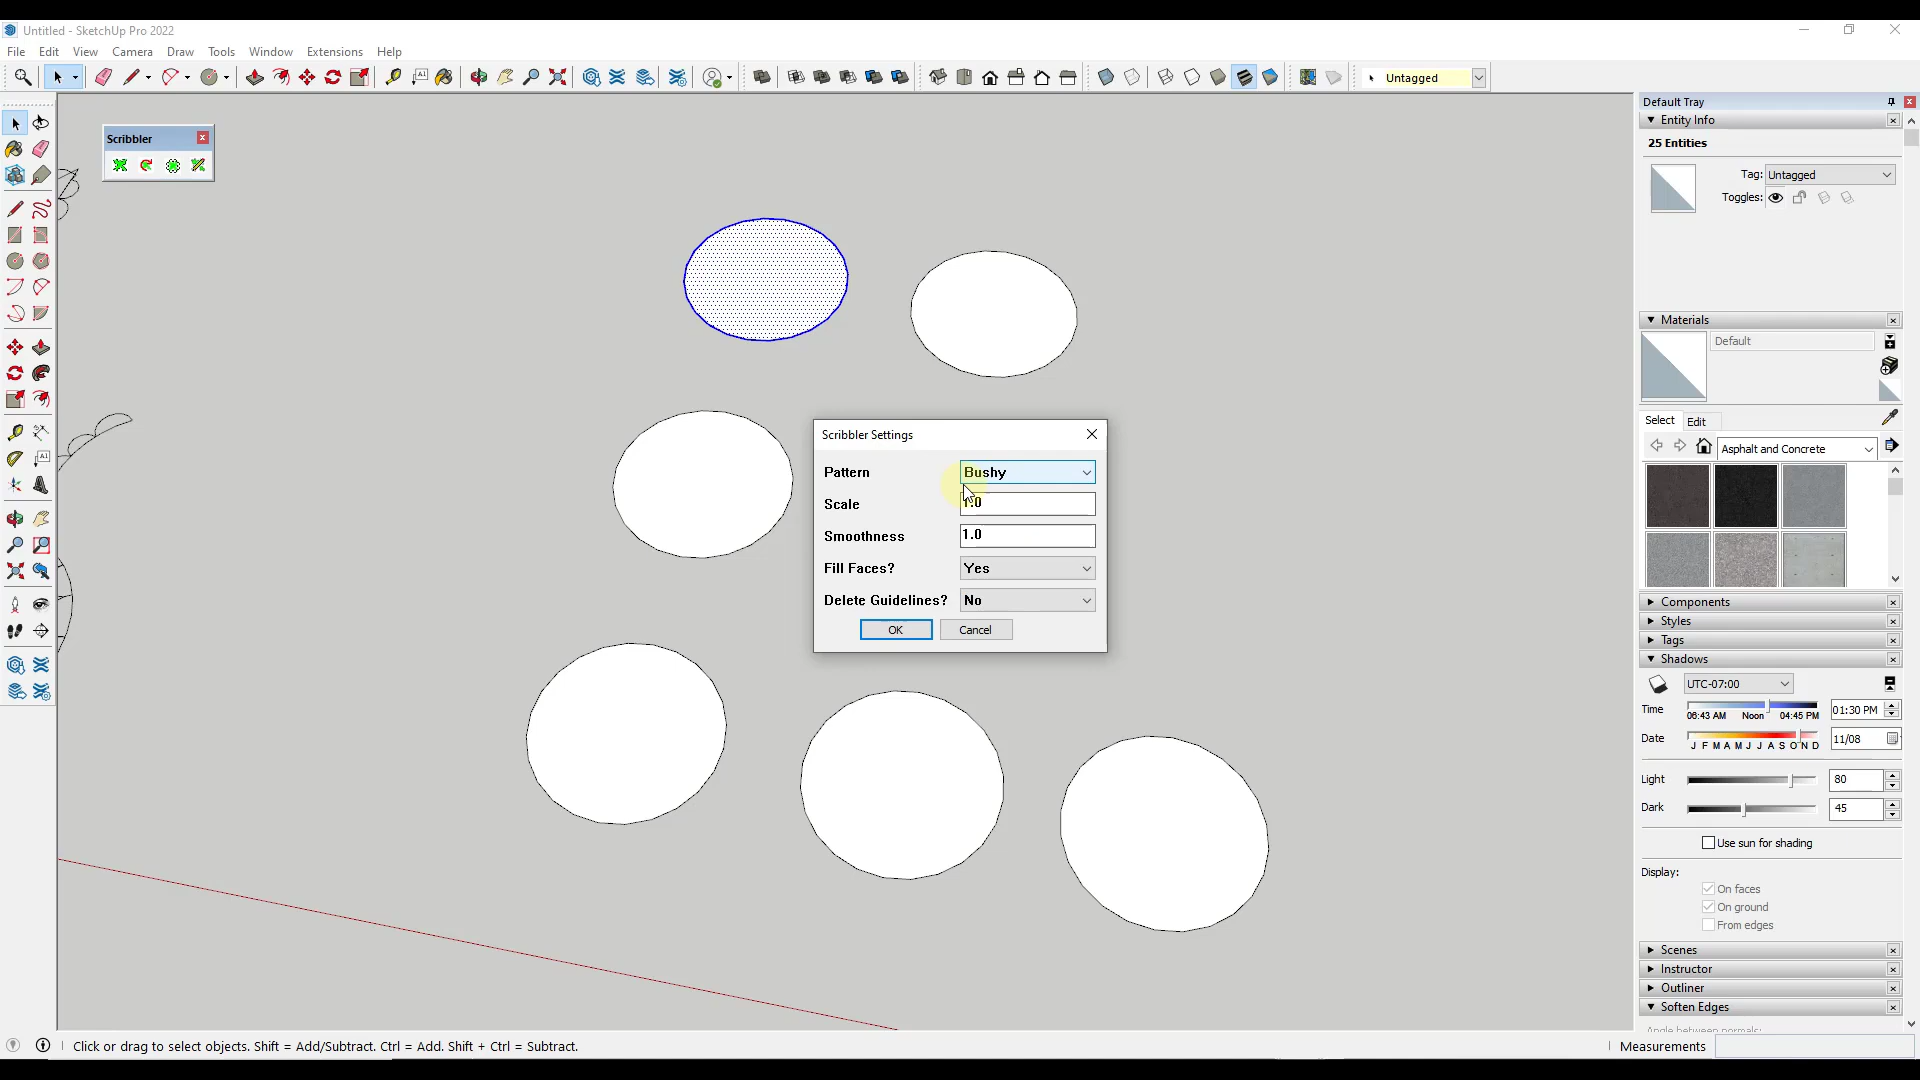 Untitled - SketchUp Pro 2022
File Edit View Camera Draw Tools Window Extensions Help
Untagged
Scribbler
Default Tray
Entity Info
25 Entities
Tag: Untagged
Toggles:
Materials
Default
Select Edit
Asphalt and Concrete
Scribbler Settings
Pattern Bushy
Scale 1.0
Smoothness 1.0
Fill Faces? Yes
Delete Guidelines? No
OK Cancel
Components
Styles
Tags
Shadows
UTC-07:00
Time 06:43 AM Noon 04:45 PM 01:30 PM
Date J F M A M J J A S O N D 11/08
Light 80
Dark 45
Use sun for shading
Display:
On faces
On ground
From edges
Scenes
Instructor
Outliner
Soften Edges
Angle between normals:
Click or drag to select objects. Shift = Add/Subtract. Ctrl = Add. Shift + Ctrl = Subtract.
Measurements